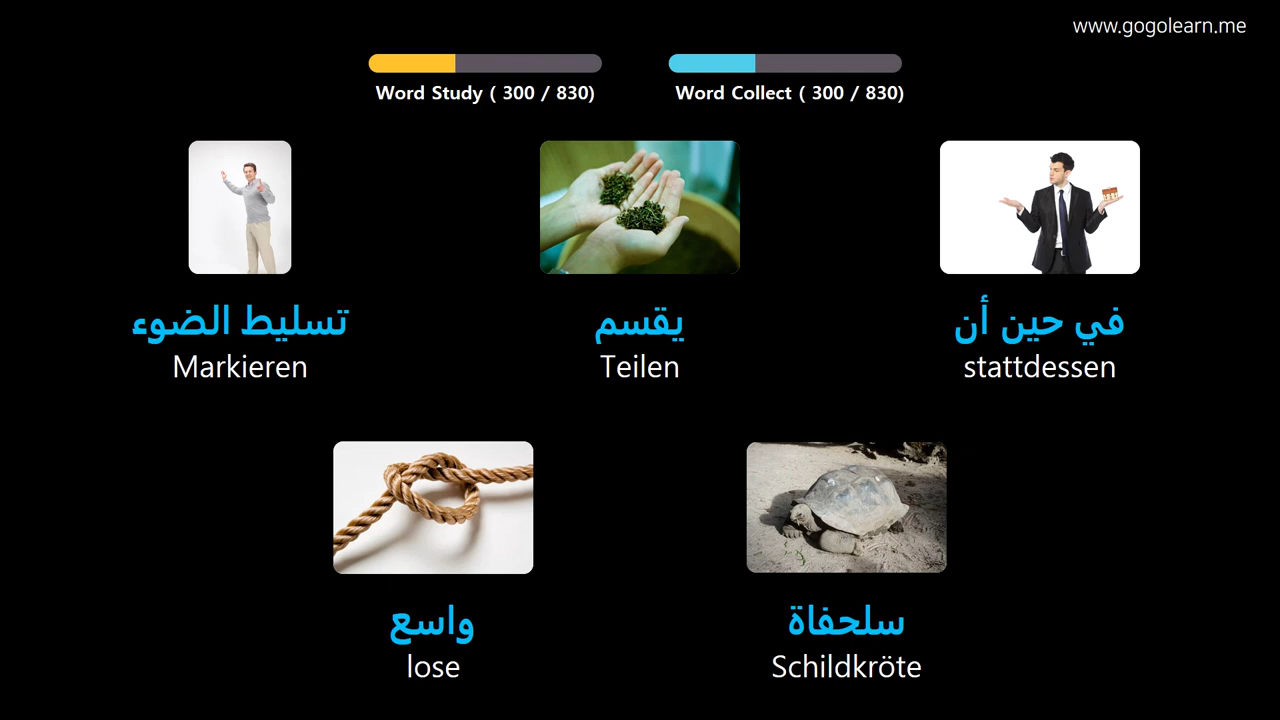 www.gogolearn.me
Word Study ( 300 / 830)
Word Collect ( 300 / 830)
تسليط الضوء
Markieren
يقسم
Teilen
في حين أن
stattdessen
واسع
lose
سلحفاة
Schildkröte